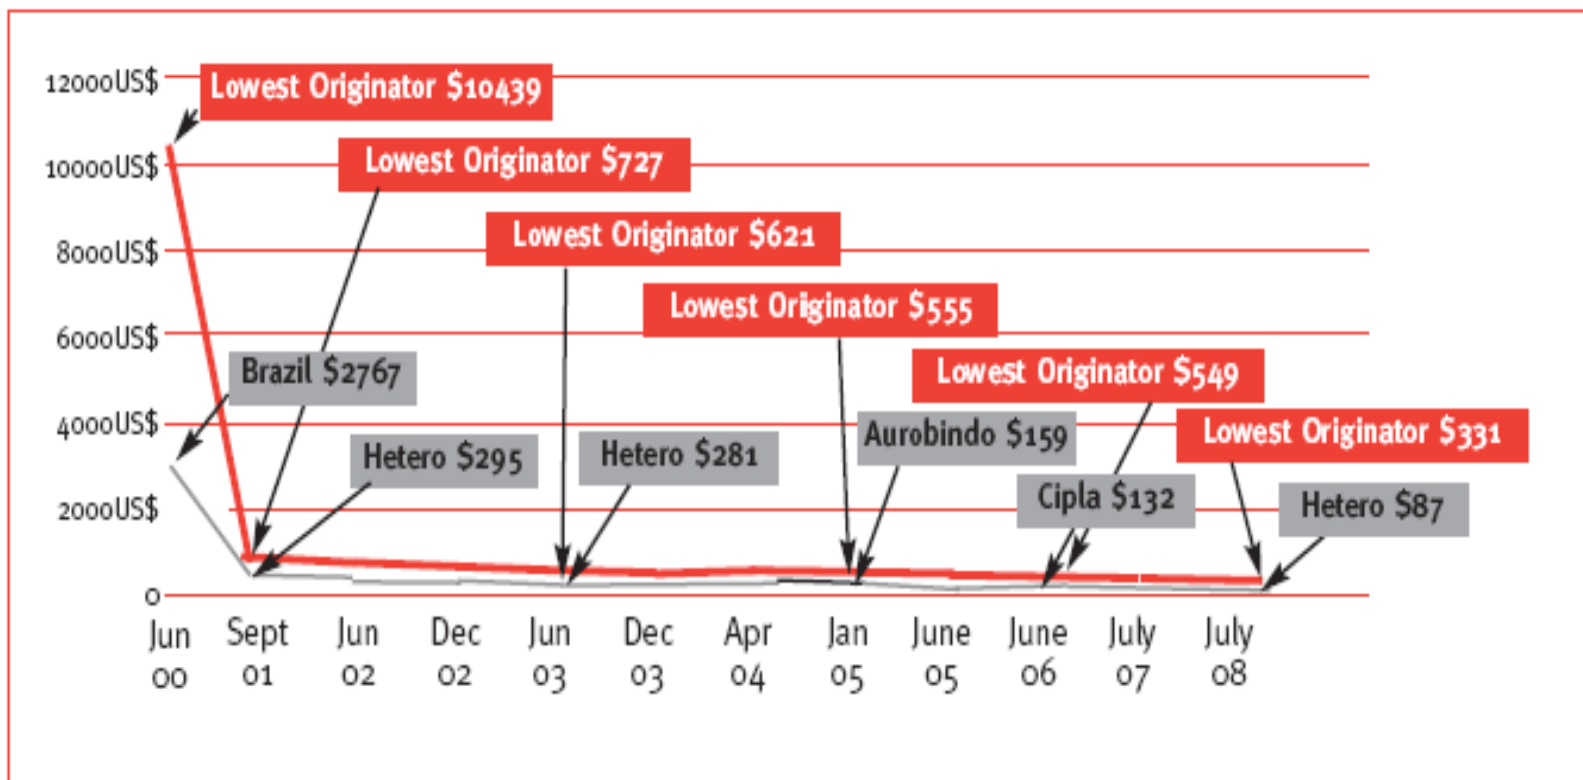 12000US$
Lowest Originator $10439
10000US$
Lowest Originator $727
8000US$
Lowest Originator $621
6000US$
Lowest Originator $555
Brazil $2767
Lowest Originator $549
4000US$
Hetero $295
Hetero $281
Aurobindo $159
Lowest Originator $331
2000US$
Cipla $132
Hetero $87
0
Jun Sept Jun Dec Jun Dec Apr Jan June June July July
00 01 02 02 03 03 04 05 05 06 07 08